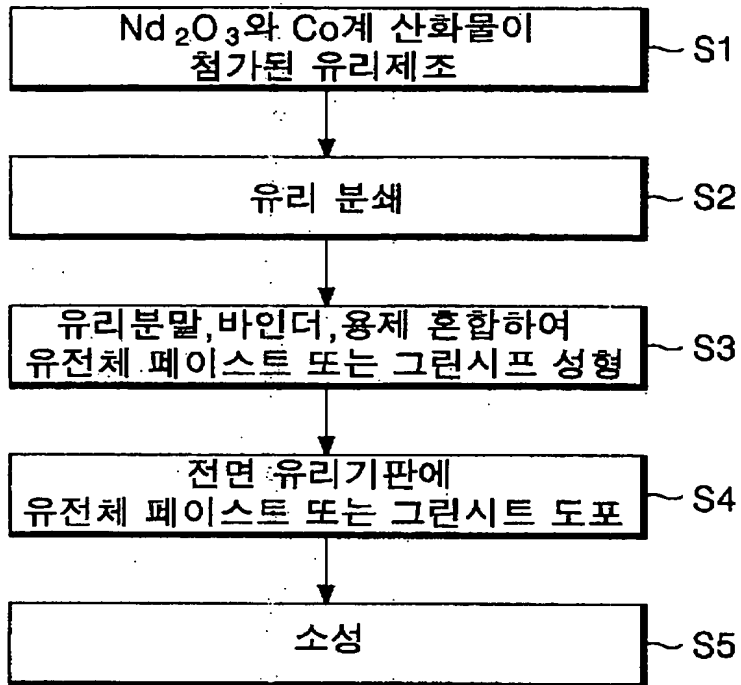 Nd₂O₃와 Co계 산화물이
첨가된 유리제조
S1
유리 분쇄
S2
유리분말,바인더,용제 혼합하여
유전체 페이스트 또는 그린시프 성형
S3
전면 유리기판에
유전체 페이스트 또는 그린시트 도포
S4
소성
S5